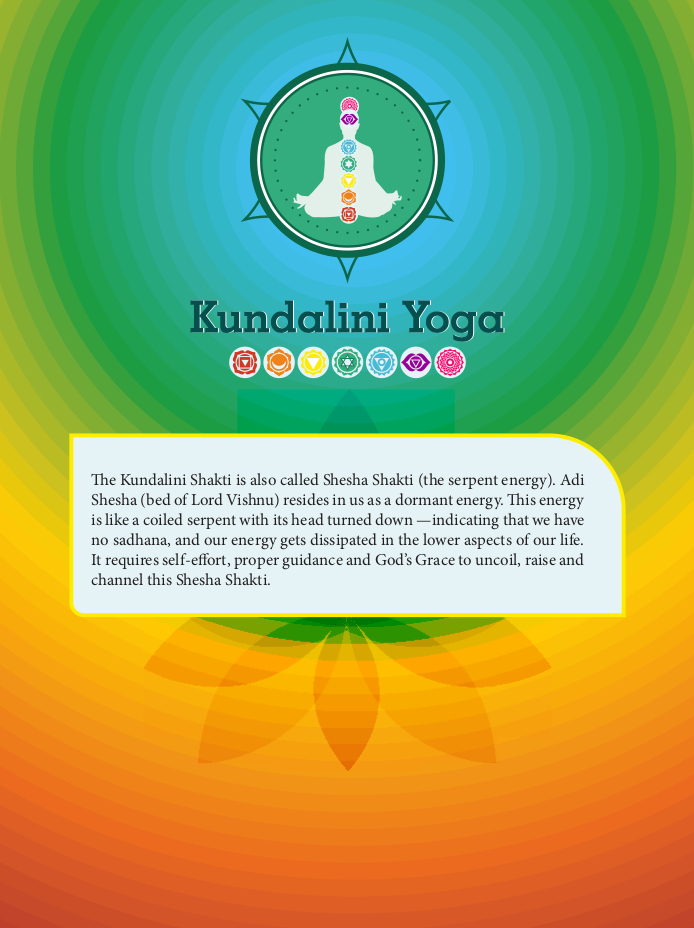 Kundalini Yoga
The Kundalini Shakti is also called Shesha Shakti (the serpent energy). Adi
Shesha (bed of Lord Vishnu) resides in us as a dormant energy. This energy
is like a coiled serpent with its head turned down —indicating that we have
no sadhana, and our energy gets dissipated in the lower aspects of our life.
It requires self-effort, proper guidance and God’s Grace to uncoil, raise and
channel this Shesha Shakti.